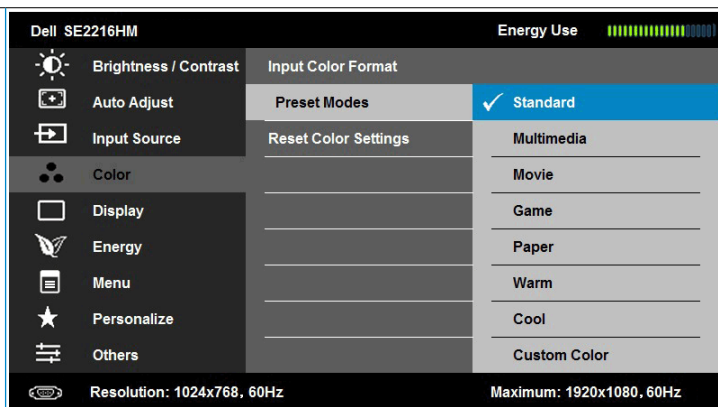 Dell SE2216HM Energy Use
Brightness / Contrast Input Color Format
Auto Adjust Preset Modes Standard
Input Source Reset Color Settings Multimedia
Color Movie
Display Game
Energy Paper
Menu Warm
Personalize Cool
Others Custom Color
Resolution: 1024x768, 60Hz Maximum: 1920x1080, 60Hz